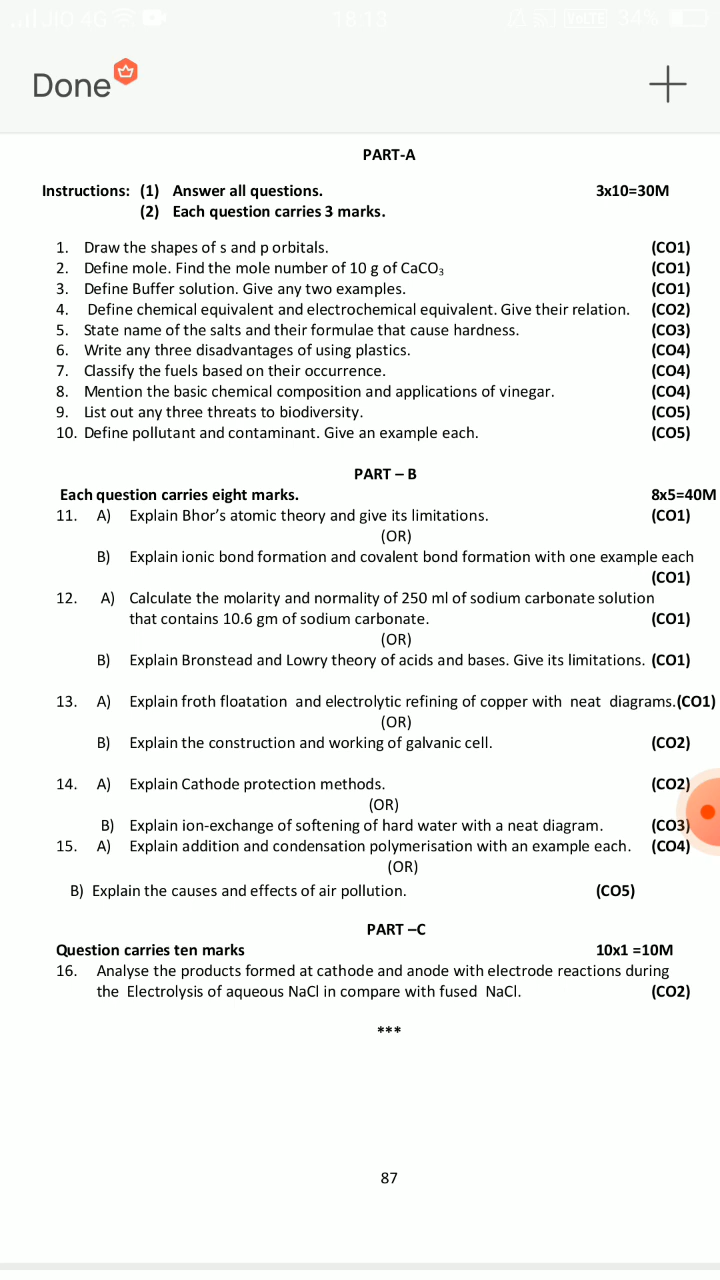 JIO 4G
18:13
VoLTE 34%
Done
PART-A
Instructions: (1) Answer all questions. 3x10=30M
(2) Each question carries 3 marks.
1. Draw the shapes of s and p orbitals. (CO1)
2. Define mole. Find the mole number of 10 g of CaCO₃ (CO1)
3. Define Buffer solution. Give any two examples. (CO1)
4. Define chemical equivalent and electrochemical equivalent. Give their relation. (CO2)
5. State name of the salts and their formulae that cause hardness. (CO3)
6. Write any three disadvantages of using plastics. (CO4)
7. Classify the fuels based on their occurrence. (CO4)
8. Mention the basic chemical composition and applications of vinegar. (CO4)
9. List out any three threats to biodiversity. (CO5)
10. Define pollutant and contaminant. Give an example each. (CO5)
PART – B
Each question carries eight marks. 8x5=40M
11. A) Explain Bhor’s atomic theory and give its limitations. (CO1)
(OR)
B) Explain ionic bond formation and covalent bond formation with one example each
(CO1)
12. A) Calculate the molarity and normality of 250 ml of sodium carbonate solution
that contains 10.6 gm of sodium carbonate. (CO1)
(OR)
B) Explain Bronstead and Lowry theory of acids and bases. Give its limitations. (CO1)
13. A) Explain froth floatation and electrolytic refining of copper with neat diagrams.(CO1)
(OR)
B) Explain the construction and working of galvanic cell. (CO2)
14. A) Explain Cathode protection methods. (CO2)
(OR)
B) Explain ion-exchange of softening of hard water with a neat diagram. (CO3)
15. A) Explain addition and condensation polymerisation with an example each. (CO4)
(OR)
B) Explain the causes and effects of air pollution. (CO5)
PART –C
Question carries ten marks 10x1 =10M
16. Analyse the products formed at cathode and anode with electrode reactions during
the Electrolysis of aqueous NaCl in compare with fused NaCl. (CO2)
***
87